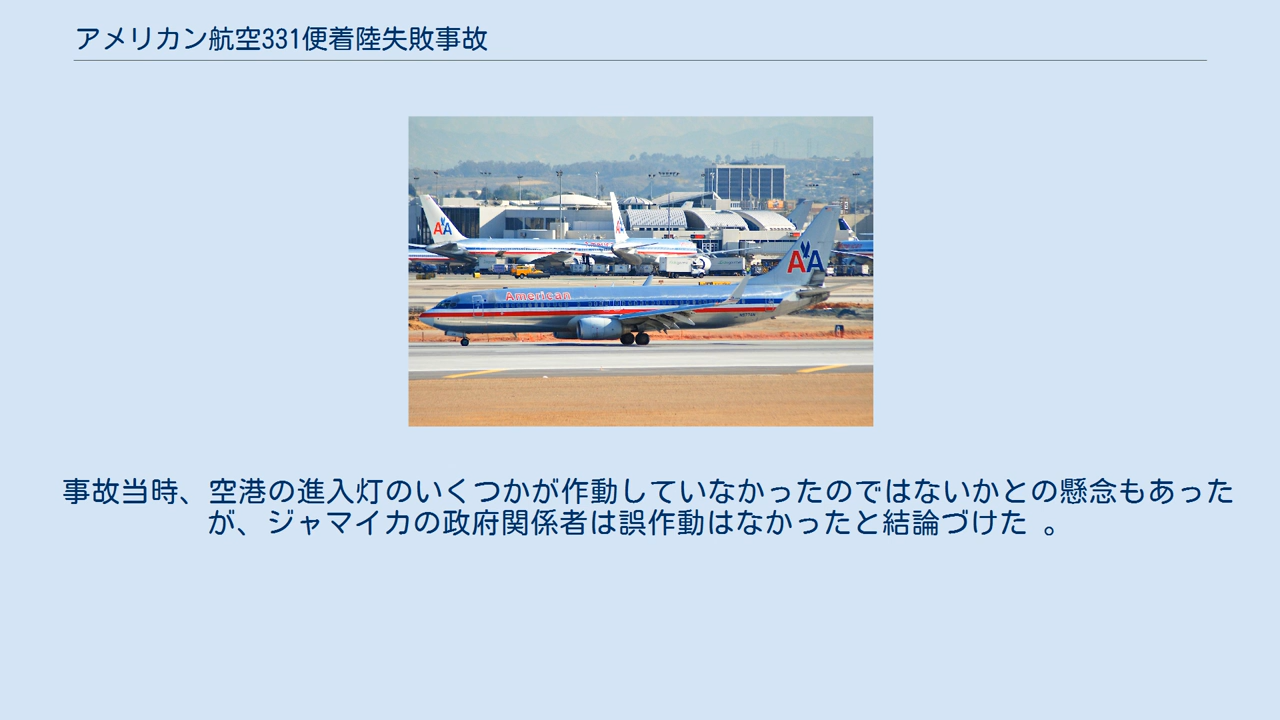 アメリカン航空331便着陸失敗事故
AA
AA
American
AA
事故当時、空港の進入灯のいくつかが作動していなかったのではないかとの懸念もあった
が、ジャマイカの政府関係者は誤作動はなかったと結論づけた 。